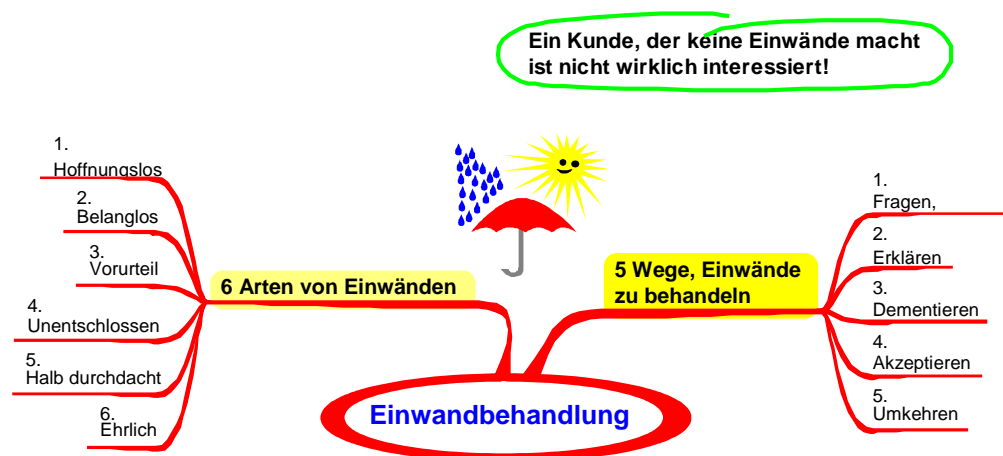 Ein Kunde, der keine Einwände macht
ist nicht wirklich interessiert!
6 Arten von Einwänden
1.
Hoffnungslos
2.
Belanglos
3.
Vorurteil
4.
Unentschlossen
5.
Halb durchdacht
6.
Ehrlich
5 Wege, Einwände
zu behandeln
1.
Fragen,
2.
Erklären
3.
Dementieren
4.
Akzeptieren
5.
Umkehren
Einwandbehandlung